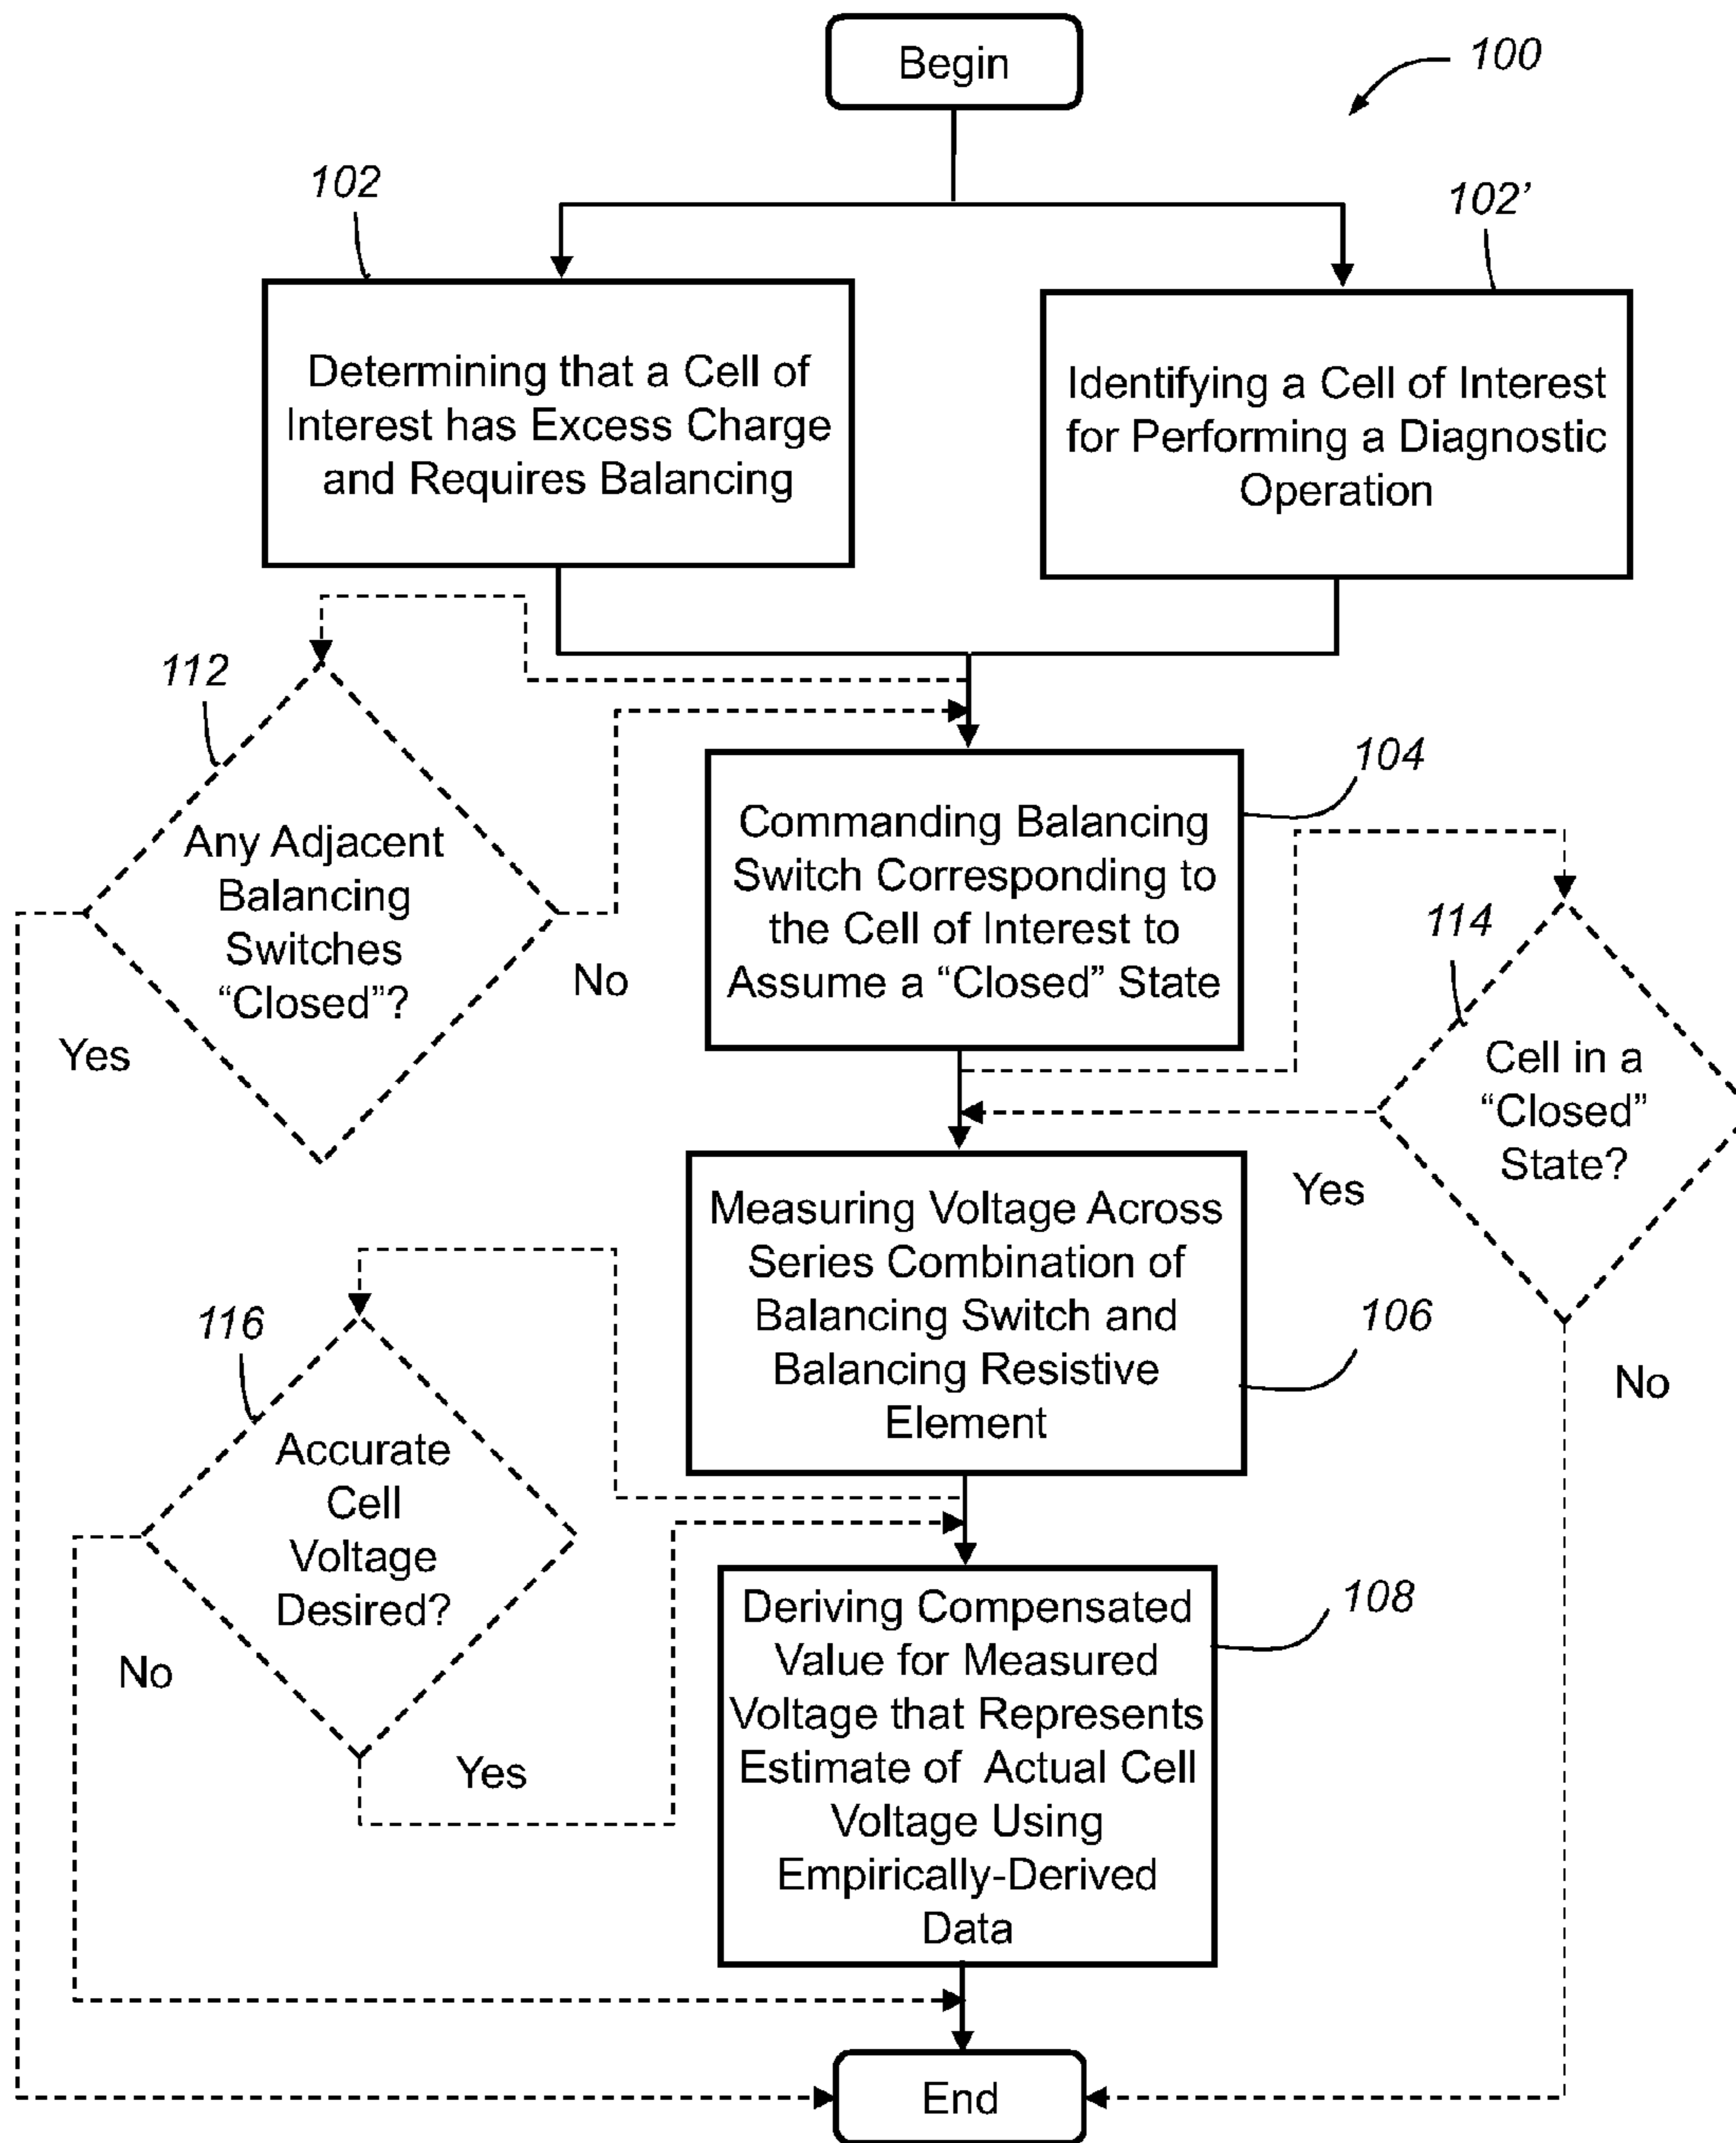 Begin
100
102
102’
Determining that a Cell of
Interest has Excess Charge
and Requires Balancing
Identifying a Cell of Interest
for Performing a Diagnostic
Operation
112
Any Adjacent
Balancing
Switches
“Closed”?
Yes
No
104
Commanding Balancing
Switch Corresponding to
the Cell of Interest to
Assume a “Closed” State
114
Cell in a
“Closed”
State?
Yes
No
Measuring Voltage Across
Series Combination of
Balancing Switch and
Balancing Resistive
Element
106
116
Accurate
Cell
Voltage
Desired?
No
Yes
108
Deriving Compensated
Value for Measured
Voltage that Represents
Estimate of Actual Cell
Voltage Using
Empirically-Derived
Data
End